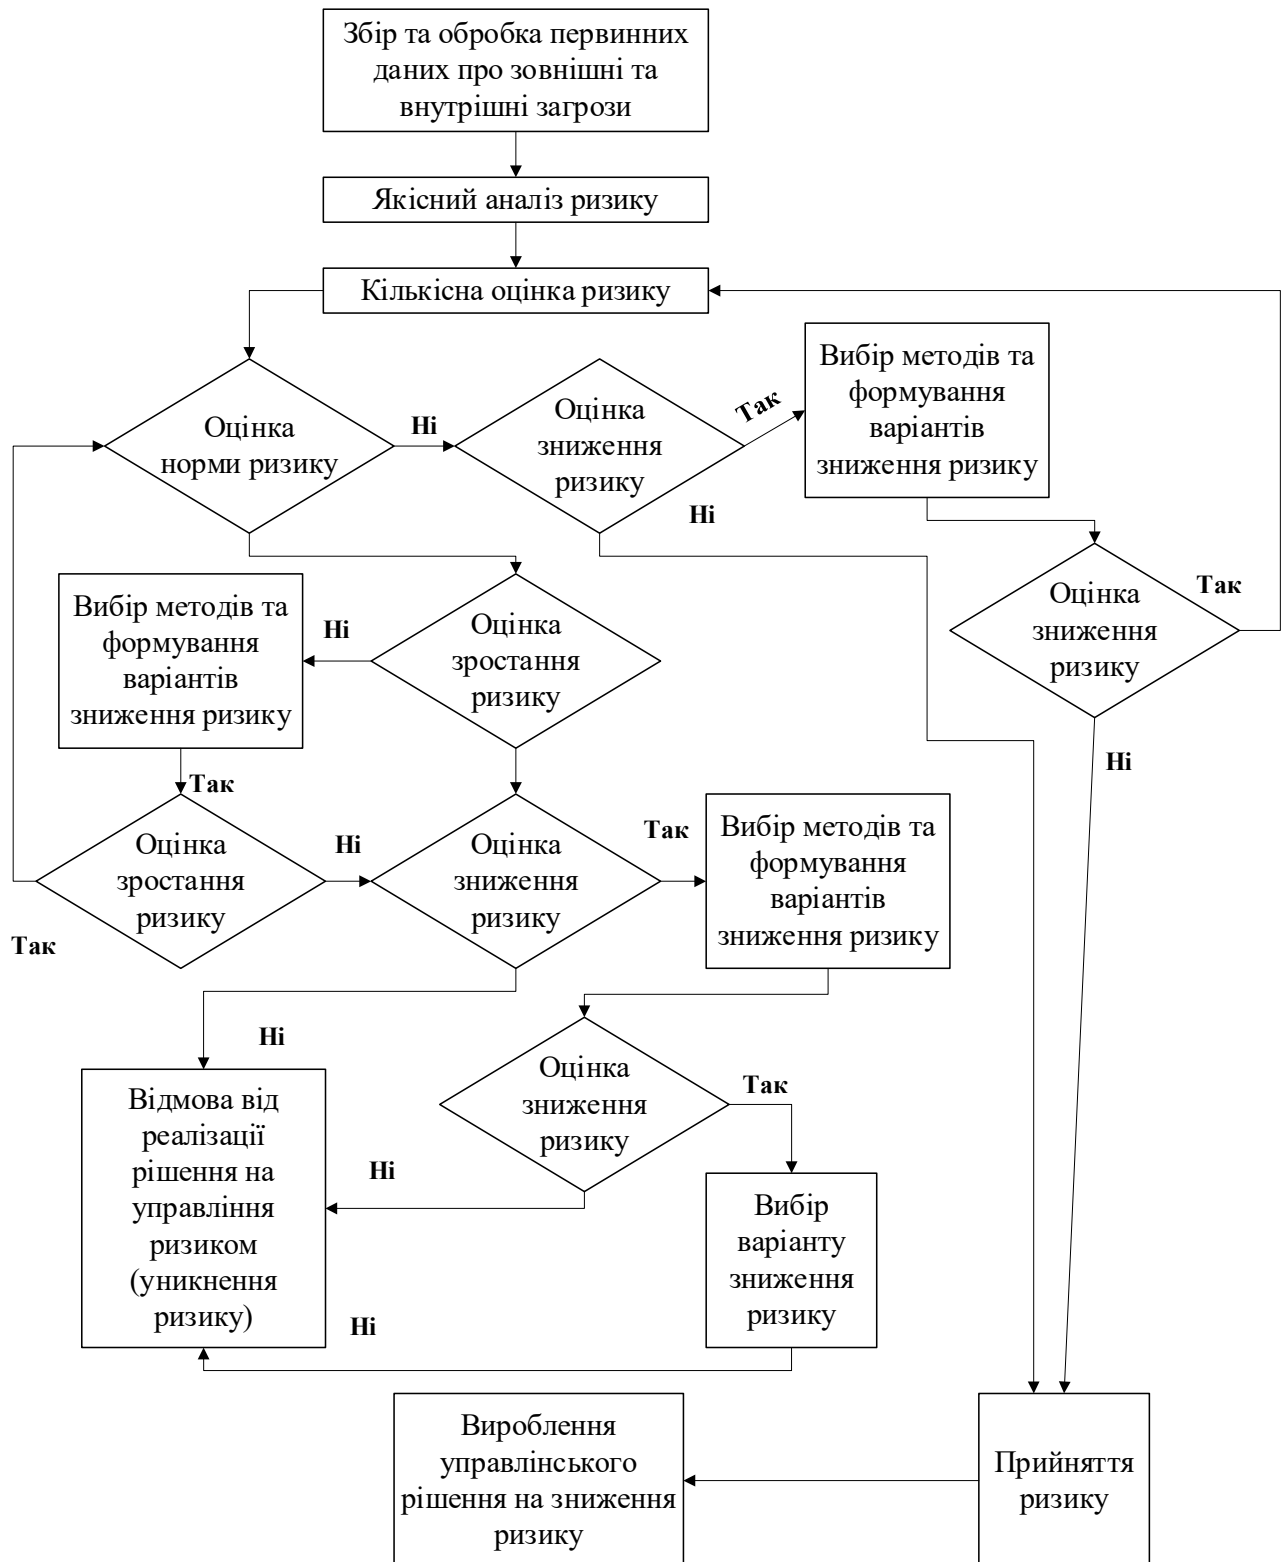 Збір та обробка первинних
даних про зовнішні та
внутрішні загрози
Якісний аналіз ризику
Кількісна оцінка ризику
Оцінка
норми ризику
Ні
Оцінка
зниження
ризику
Так
Ні
Вибір методів та
формування
варіантів
зниження ризику
Оцінка
зниження
ризику
Так
Ні
Вибір методів та
формування
варіантів
зниження ризику
Ні
Оцінка
зростання
ризику
Так
Оцінка
зростання
ризику
Так
Ні
Оцінка
зниження
ризику
Так
Вибір методів та
формування
варіантів
зниження ризику
Ні
Відмова від
реалізації
рішення на
управління
ризиком
(уникнення
ризику)
Ні
Оцінка
зниження
ризику
Так
Вибір
варіанту
зниження
ризику
Ні
Вироблення
управлінського
рішення на зниження
ризику
Прийняття
ризику